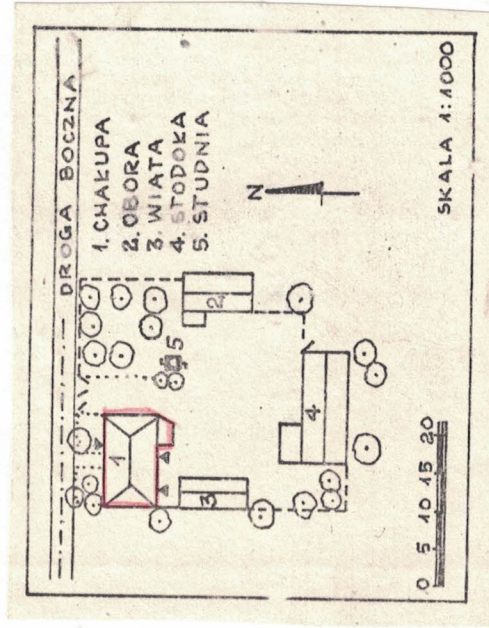 DROGA BOCZNA
1. CHAŁUPA
2. OBORA
3. WIATA
4. STODOŁA
5. STUDNIA
N
SKALA 1:1000
1
2
3
4
5
0 5 10 15 20